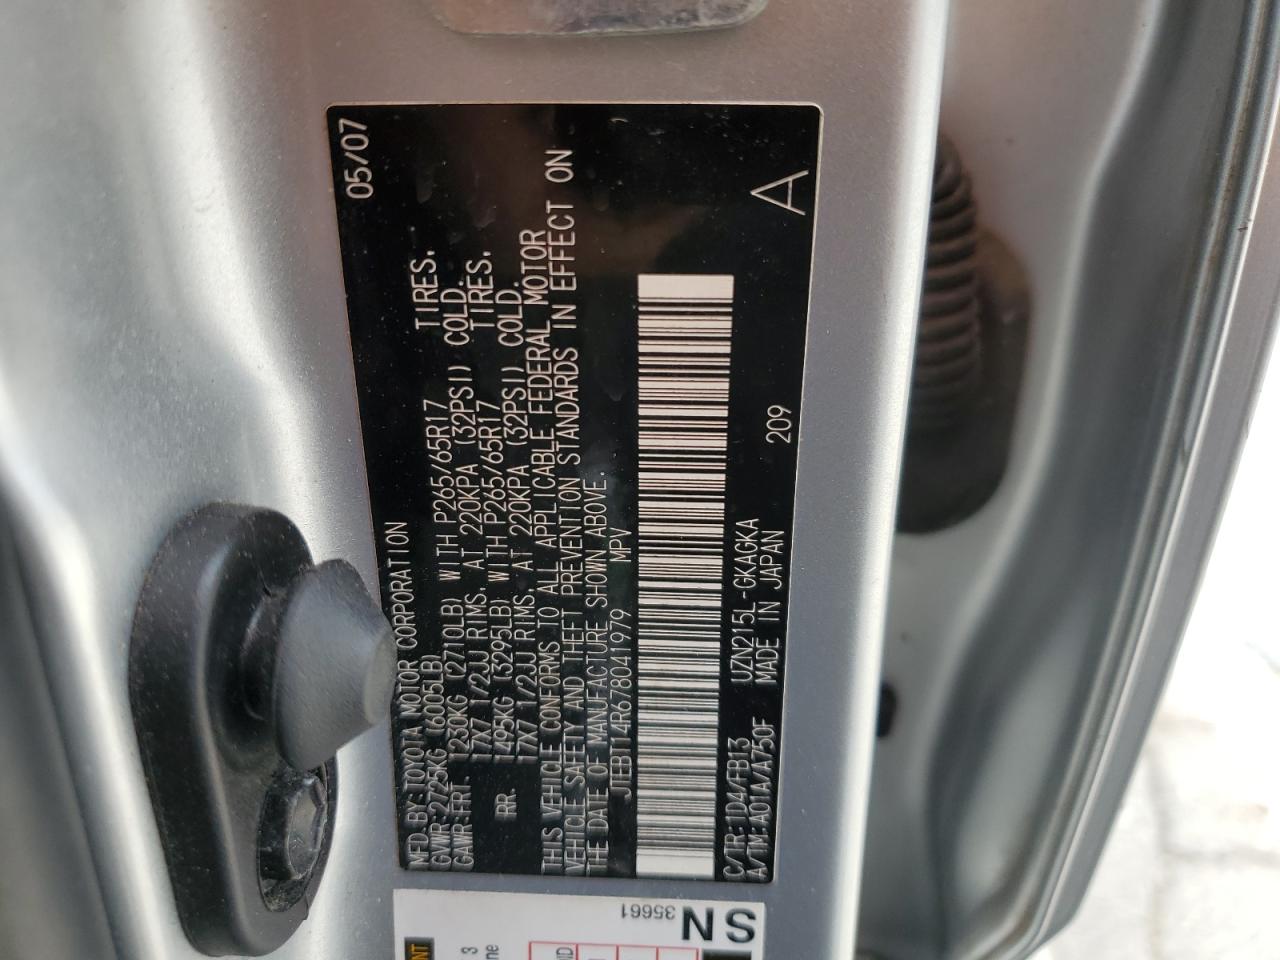 MFD.BY:TOYOTA MOTOR CORPORATION 05/07
GVWR:2725KG (6005LB)
GAWR:FRT. 1230KG (2710LB) WITH P265/65R17 TIRES.
17X7 1/2JJ RIMS, AT 220KPA (32PSI) COLD.
RR. 1495KG (3295LB) WITH P265/65R17 TIRES.
17X7 1/2JJ RIMS, AT 220KPA (32PSI) COLD.
THIS VEHICLE CONFORMS TO ALL APPLICABLE FEDERAL MOTOR
VEHICLE SAFETY AND THEFT PREVENTION STANDARDS IN EFFECT ON
THE DATE OF MANUFACTURE SHOWN ABOVE.
JTEBT14R678041979 MPV
C/TR:1D4/FB13 UZN215L-GKAGKA 209 A
A/TM:A01A/A750F MADE IN JAPAN
SN
35661
3